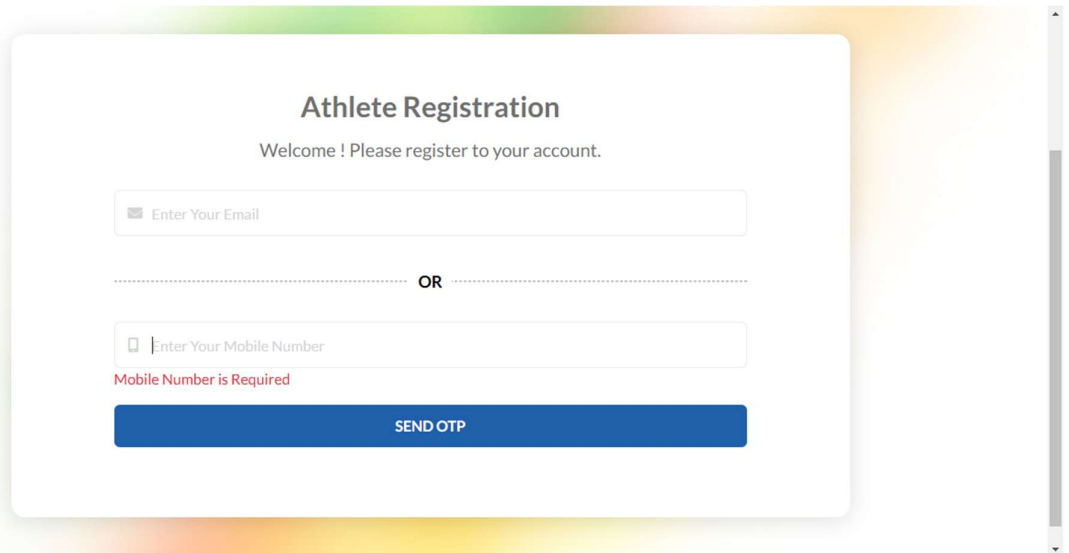 Athlete Registration
Welcome ! Please register to your account.
Enter Your Email
OR
Enter Your Mobile Number
Mobile Number is Required
SEND OTP